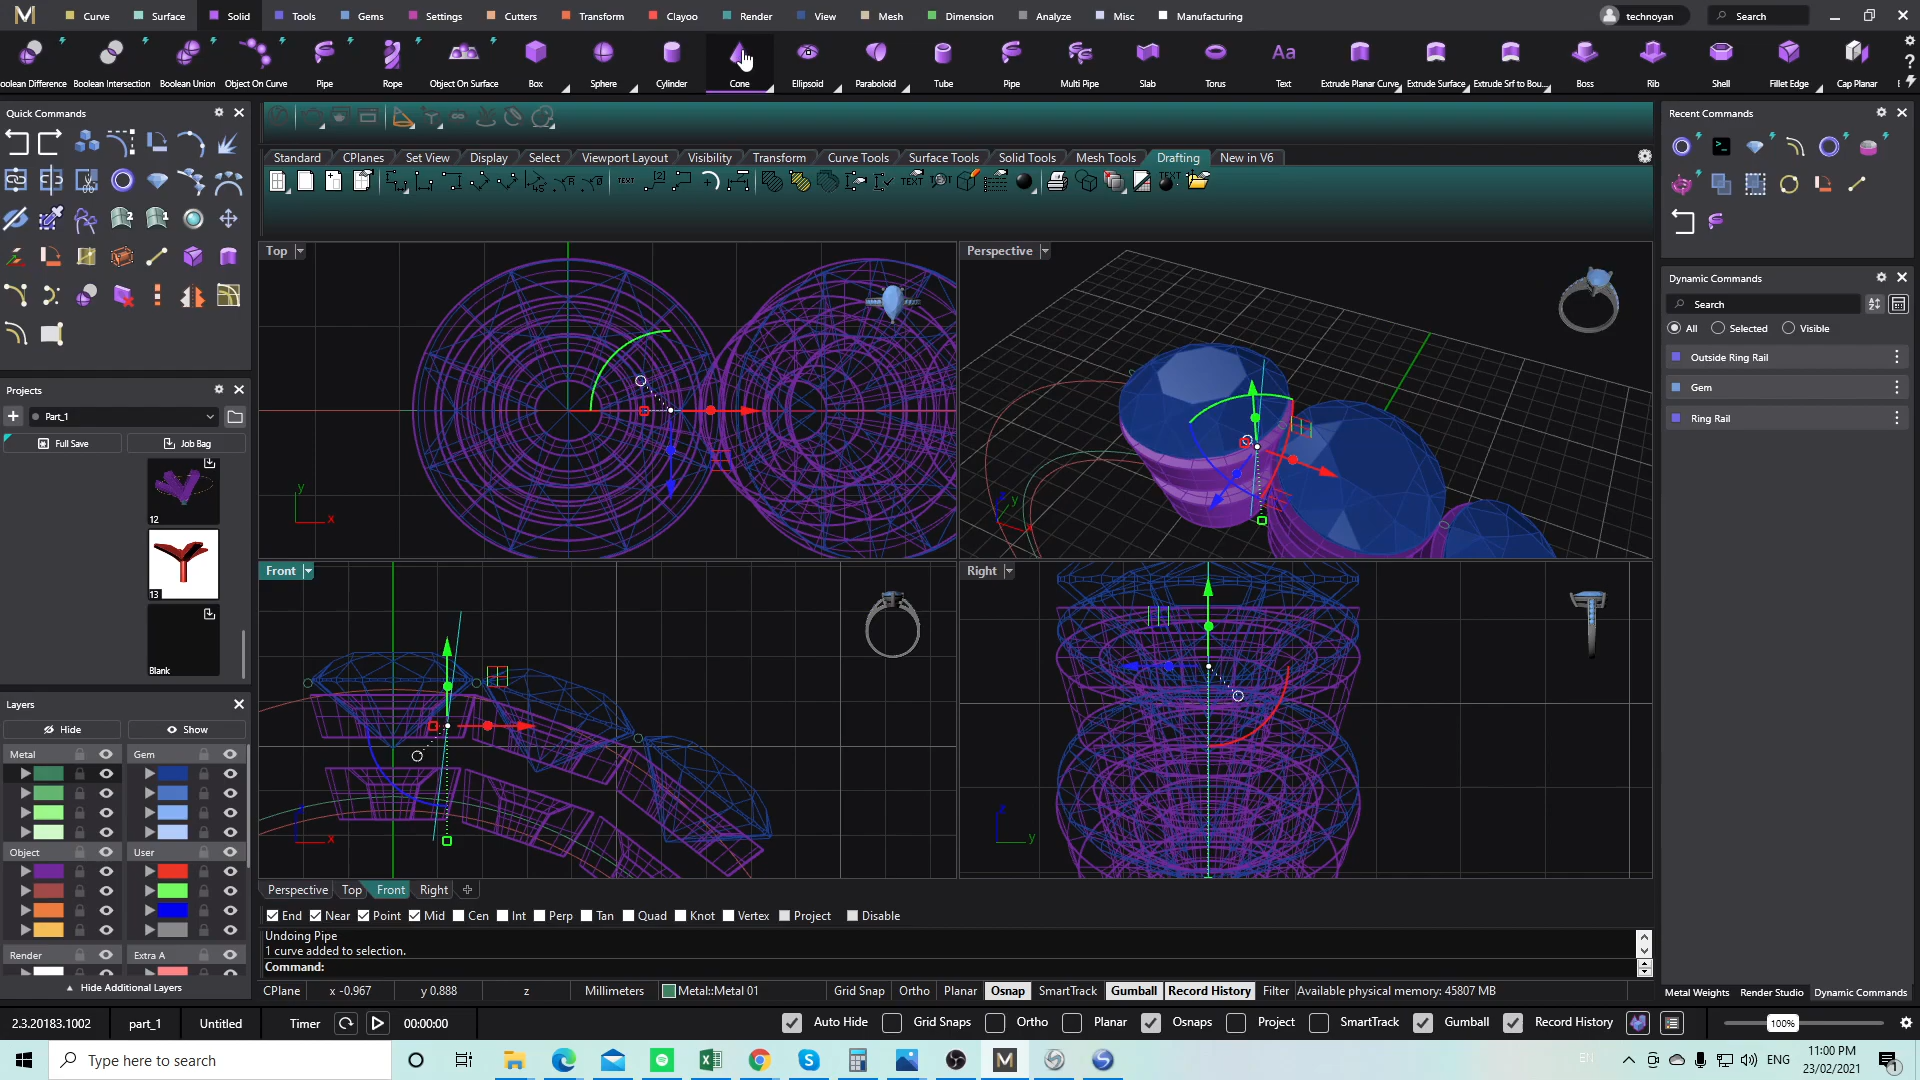 Curve Surface Solid Tools Gems Settings Cutters Transform Clayoo Render View Mesh Dimension Analyze Misc Manufacturing technoyan Search
oolean Difference Boolean Intersection Boolean Union Object On Curve Pipe Rope Object On Surface Box Sphere Cylinder Cone Ellipsoid Paraboloid Tube Pipe Multi Pipe Slab Torus Text Extrude Planar Curve Extrude Surface Extrude Srf to Bou... Boss Rib Shell Fillet Edge Cap Planar
Quick Commands
Recent Commands
Standard CPlanes Set View Display Select Viewport Layout Visibility Transform Curve Tools Surface Tools Solid Tools Mesh Tools Drafting New in V6
Top
Perspective
Dynamic Commands
Search
All Selected Visible
Outside Ring Rail
Gem
Ring Rail
Projects
Part_1
Full Save Job Bag
12
13
Blank
y
x
y
x
Front
Right
z
x
z
y
Layers
Hide Show
Metal Gem
Object User
Render Extra A
Hide Additional Layers
Perspective Top Front Right
End Near Point Mid Cen Int Perp Tan Quad Knot Vertex Project Disable
Undoing Pipe
1 curve added to selection.
Command:
CPlane x -0.967 y 0.888 z Millimeters Metal::Metal 01 Grid Snap Ortho Planar Osnap SmartTrack Gumball Record History Filter Available physical memory: 45807 MB
Metal Weights Render Studio Dynamic Commands
2.3.20183.1002 part_1 Untitled Timer 00:00:00 Auto Hide Grid Snaps Ortho Planar Osnaps Project SmartTrack Gumball Record History 100%
Type here to search
ENG
11:00 PM
23/02/2021
1